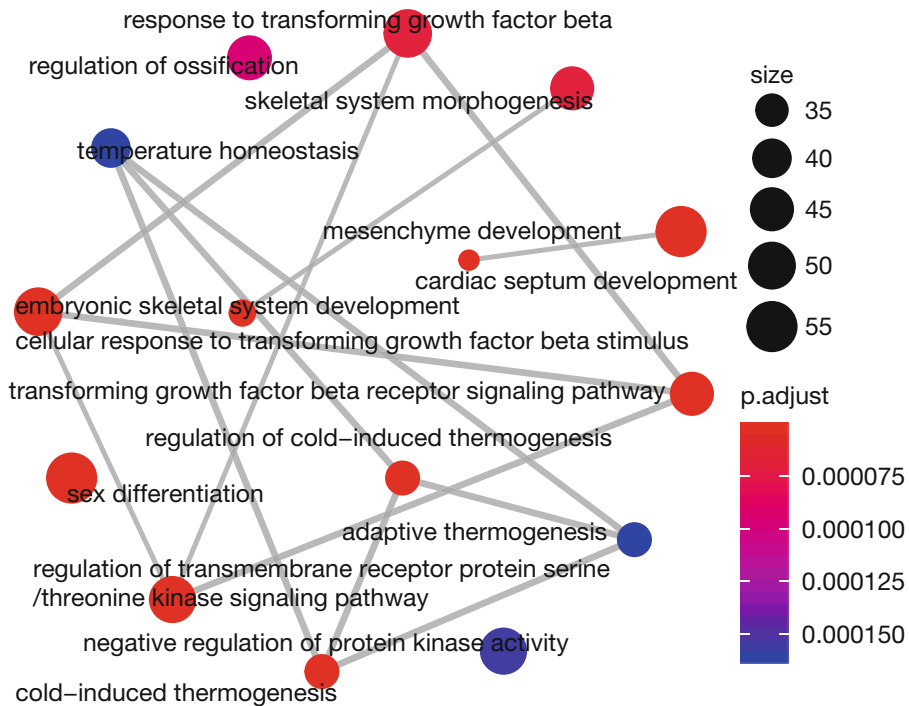 response to transforming growth factor beta
regulation of ossification
skeletal system morphogenesis
temperature homeostasis
mesenchyme development
cardiac septum development
embryonic skeletal system development
cellular response to transforming growth factor beta stimulus
transforming growth factor beta receptor signaling pathway
regulation of cold−induced thermogenesis
sex differentiation
adaptive thermogenesis
regulation of transmembrane receptor protein serine
/threonine kinase signaling pathway
negative regulation of protein kinase activity
cold−induced thermogenesis
size
35
40
45
50
55
p.adjust
0.000075
0.000100
0.000125
0.000150